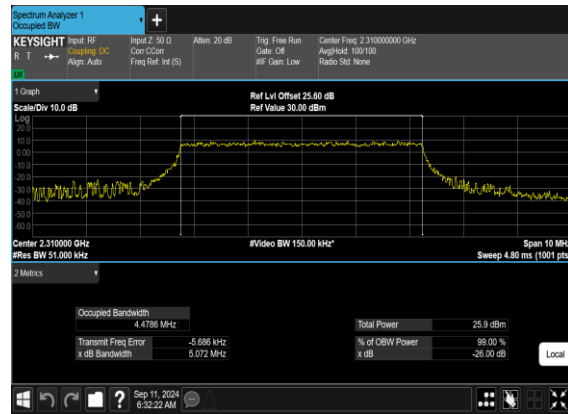 Spectrum Analyzer 1
Occupied BW
+
KEYSIGHT Input: RF Input Z: 50 Ω Atten: 20 dB Trig: Free Run Center Freq: 2.310000000 GHz
R T Coupling: DC Corr CCorr Gate: Off Avg|Hold: 100/100
Align: Auto Freq Ref: Int (S) #IF Gain: Low Radio Std: None
LXI
1 Graph
Ref Lvl Offset 25.60 dB
Scale/Div 10.0 dB Ref Value 30.00 dBm
Log
20.0
10.0
0.00
-10.0
-20.0
-30.0
-40.0
-50.0
-60.0
Center 2.310000 GHz #Video BW 150.00 kHz* Span 10 MHz
#Res BW 51.000 kHz Sweep 4.80 ms (1001 pts)
2 Metrics
Occupied Bandwidth
4.4786 MHz Total Power 25.9 dBm
Transmit Freq Error -5.686 kHz % of OBW Power 99.00 %
x dB Bandwidth 5.072 MHz x dB -26.00 dB
Local
?
Sep 11, 2024
6:32:22 AM